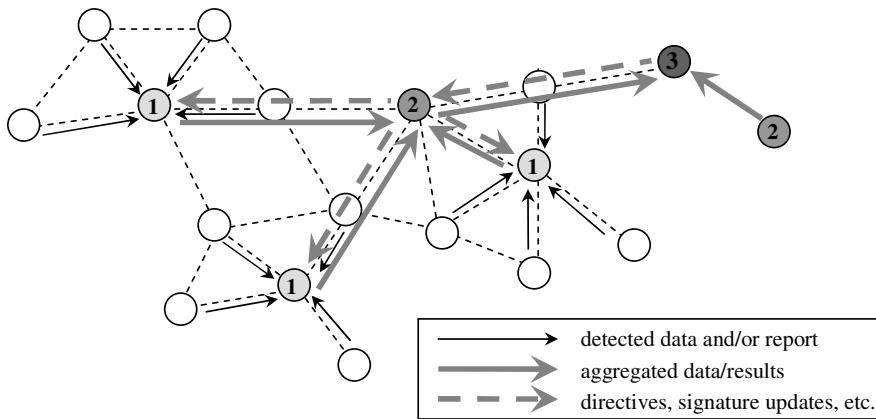 3
1
2
2
1
1
detected data and/or report
aggregated data/results
directives, signature updates, etc.